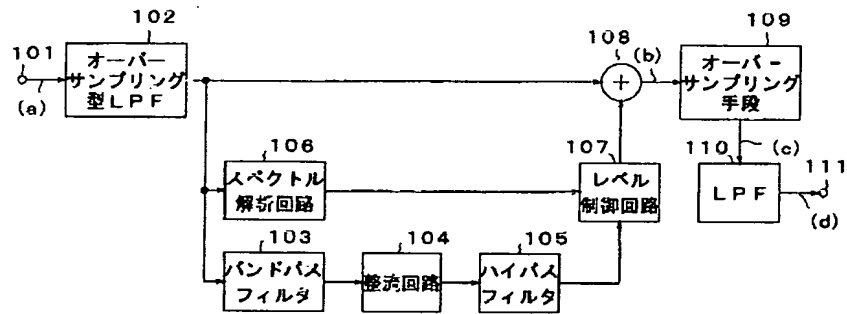 101
(a)
102
オーバー
サンプリング
型LPF
108
(b)
109
オーバー
サンプリング
手段
106
スペクトル
解析回路
107
レベル
制御回路
110
(c)
LPF
111
(d)
103
バンドパス
フィルタ
104
整流回路
105
ハイパス
フィルタ